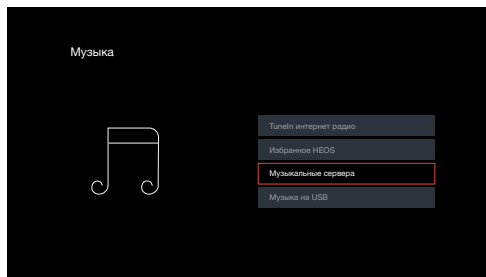 Музыка
TuneIn интернет радио
Избранное HEOS
Музыкальные сервера
Музыка на USB